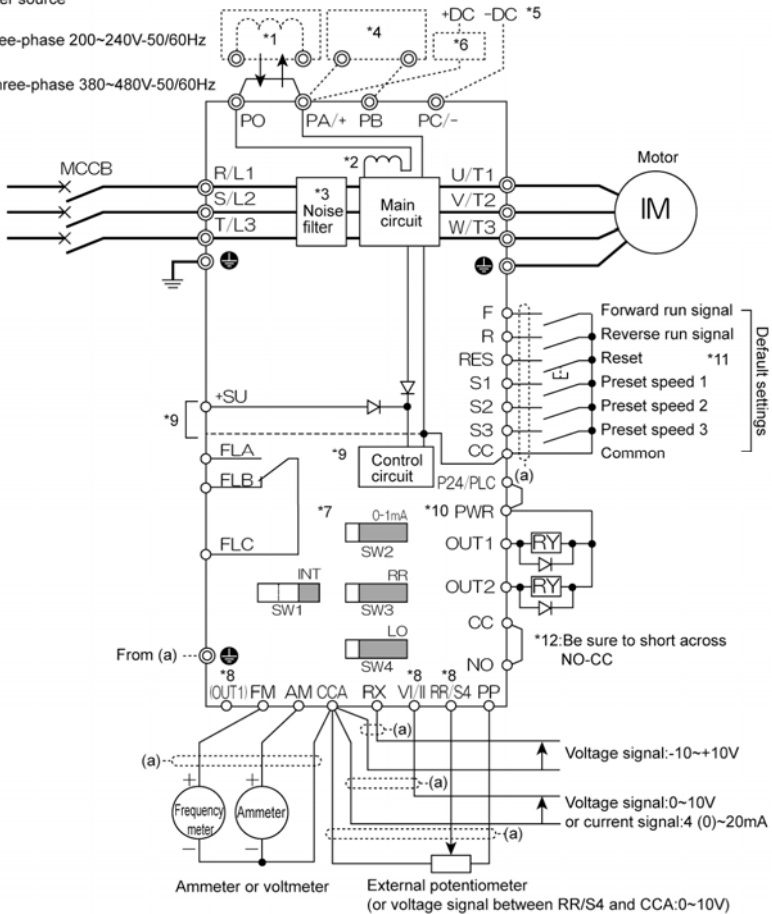 er source
ee-phase 200~240V-50/60Hz
hree-phase 380~480V-50/60Hz
+DC -DC *5
*1
*4
*6
PO
PA/+
PB
PC/-
MCCB
R/L1
S/L2
T/L3
*3
Noise
filter
*2
Main
circuit
U/T1
V/T2
W/T3
Motor
IM
F
R
RES
S1
S2
S3
CC
Forward run signal
Reverse run signal
Reset
*11
Preset speed 1
Preset speed 2
Preset speed 3
Common
Default settings
(a)
+SU
*9
FLA
FLB
FLC
*9
Control
circuit
P24/PLC
*10 PWR
OUT1
RY
OUT2
RY
CC
NO
*12:Be sure to short across
NO-CC
*7
0-1mA
SW2
INT
SW1
RR
SW3
LO
SW4
From (a)
*8
*8
*8
(OUT1)
FM
AM
CCA
RX
VI/II
RR/S4
PP
(a)
(a)
(a)
(a)
Voltage signal:-10~+10V
Voltage signal:0~10V
or current signal:4 (0)~20mA
+
+
Frequency
meter
Ammeter
–
–
Ammeter or voltmeter
External potentiometer
(or voltage signal between RR/S4 and CCA:0~10V)